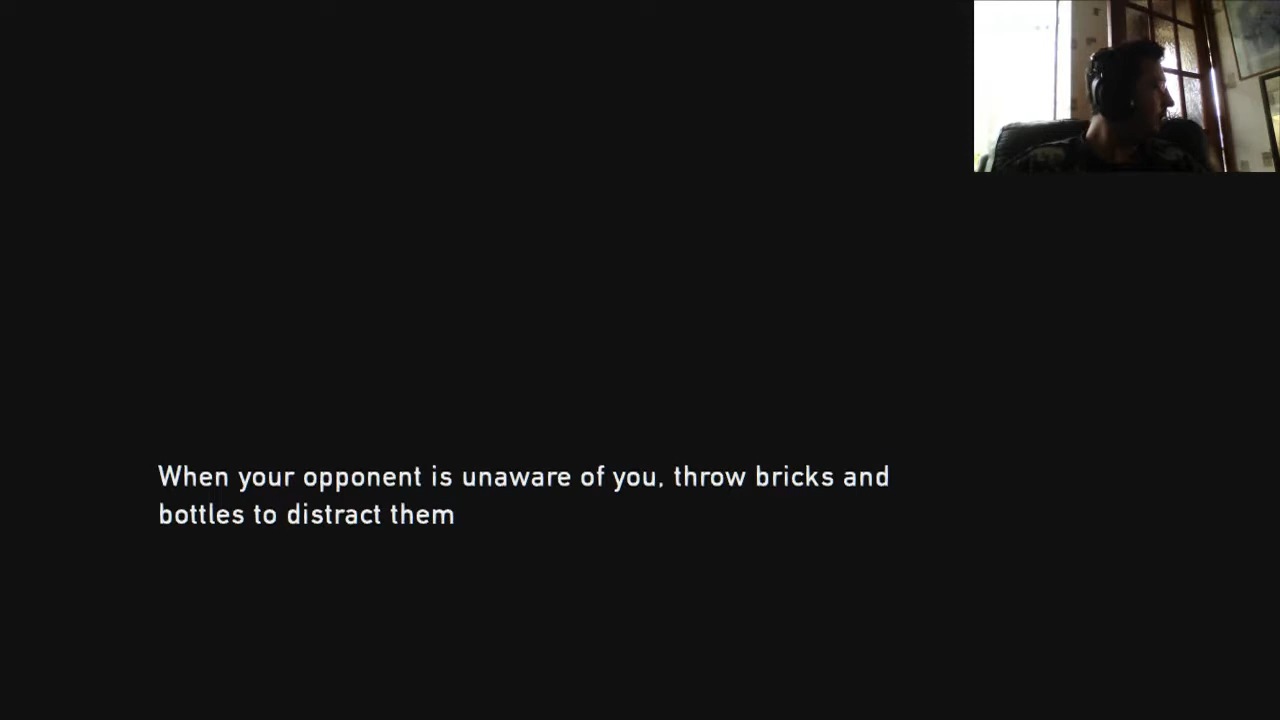 When your opponent is unaware of you, throw bricks and
bottles to distract them